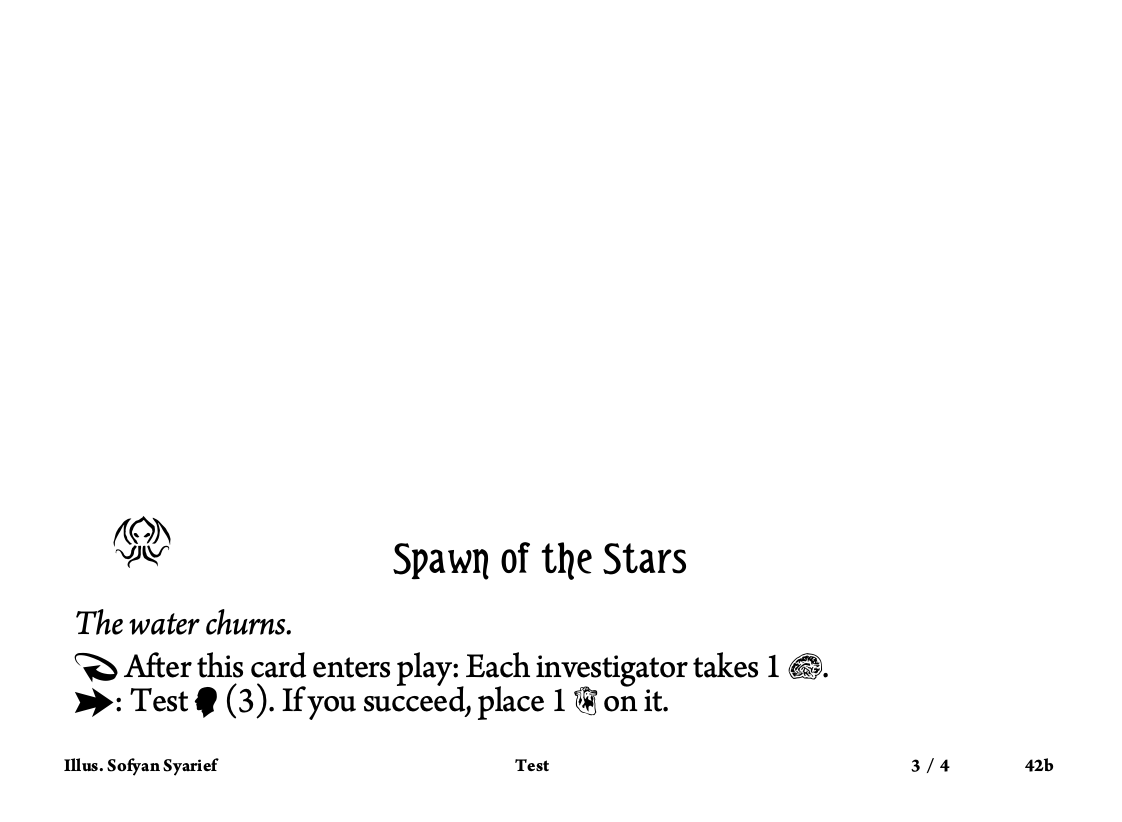 Spawn of the Stars
The water churns.
After this card enters play: Each investigator takes 1 .
: Test (3). If you succeed, place 1 on it.
Illus. Sofyan Syarief Test 3 / 4 42b